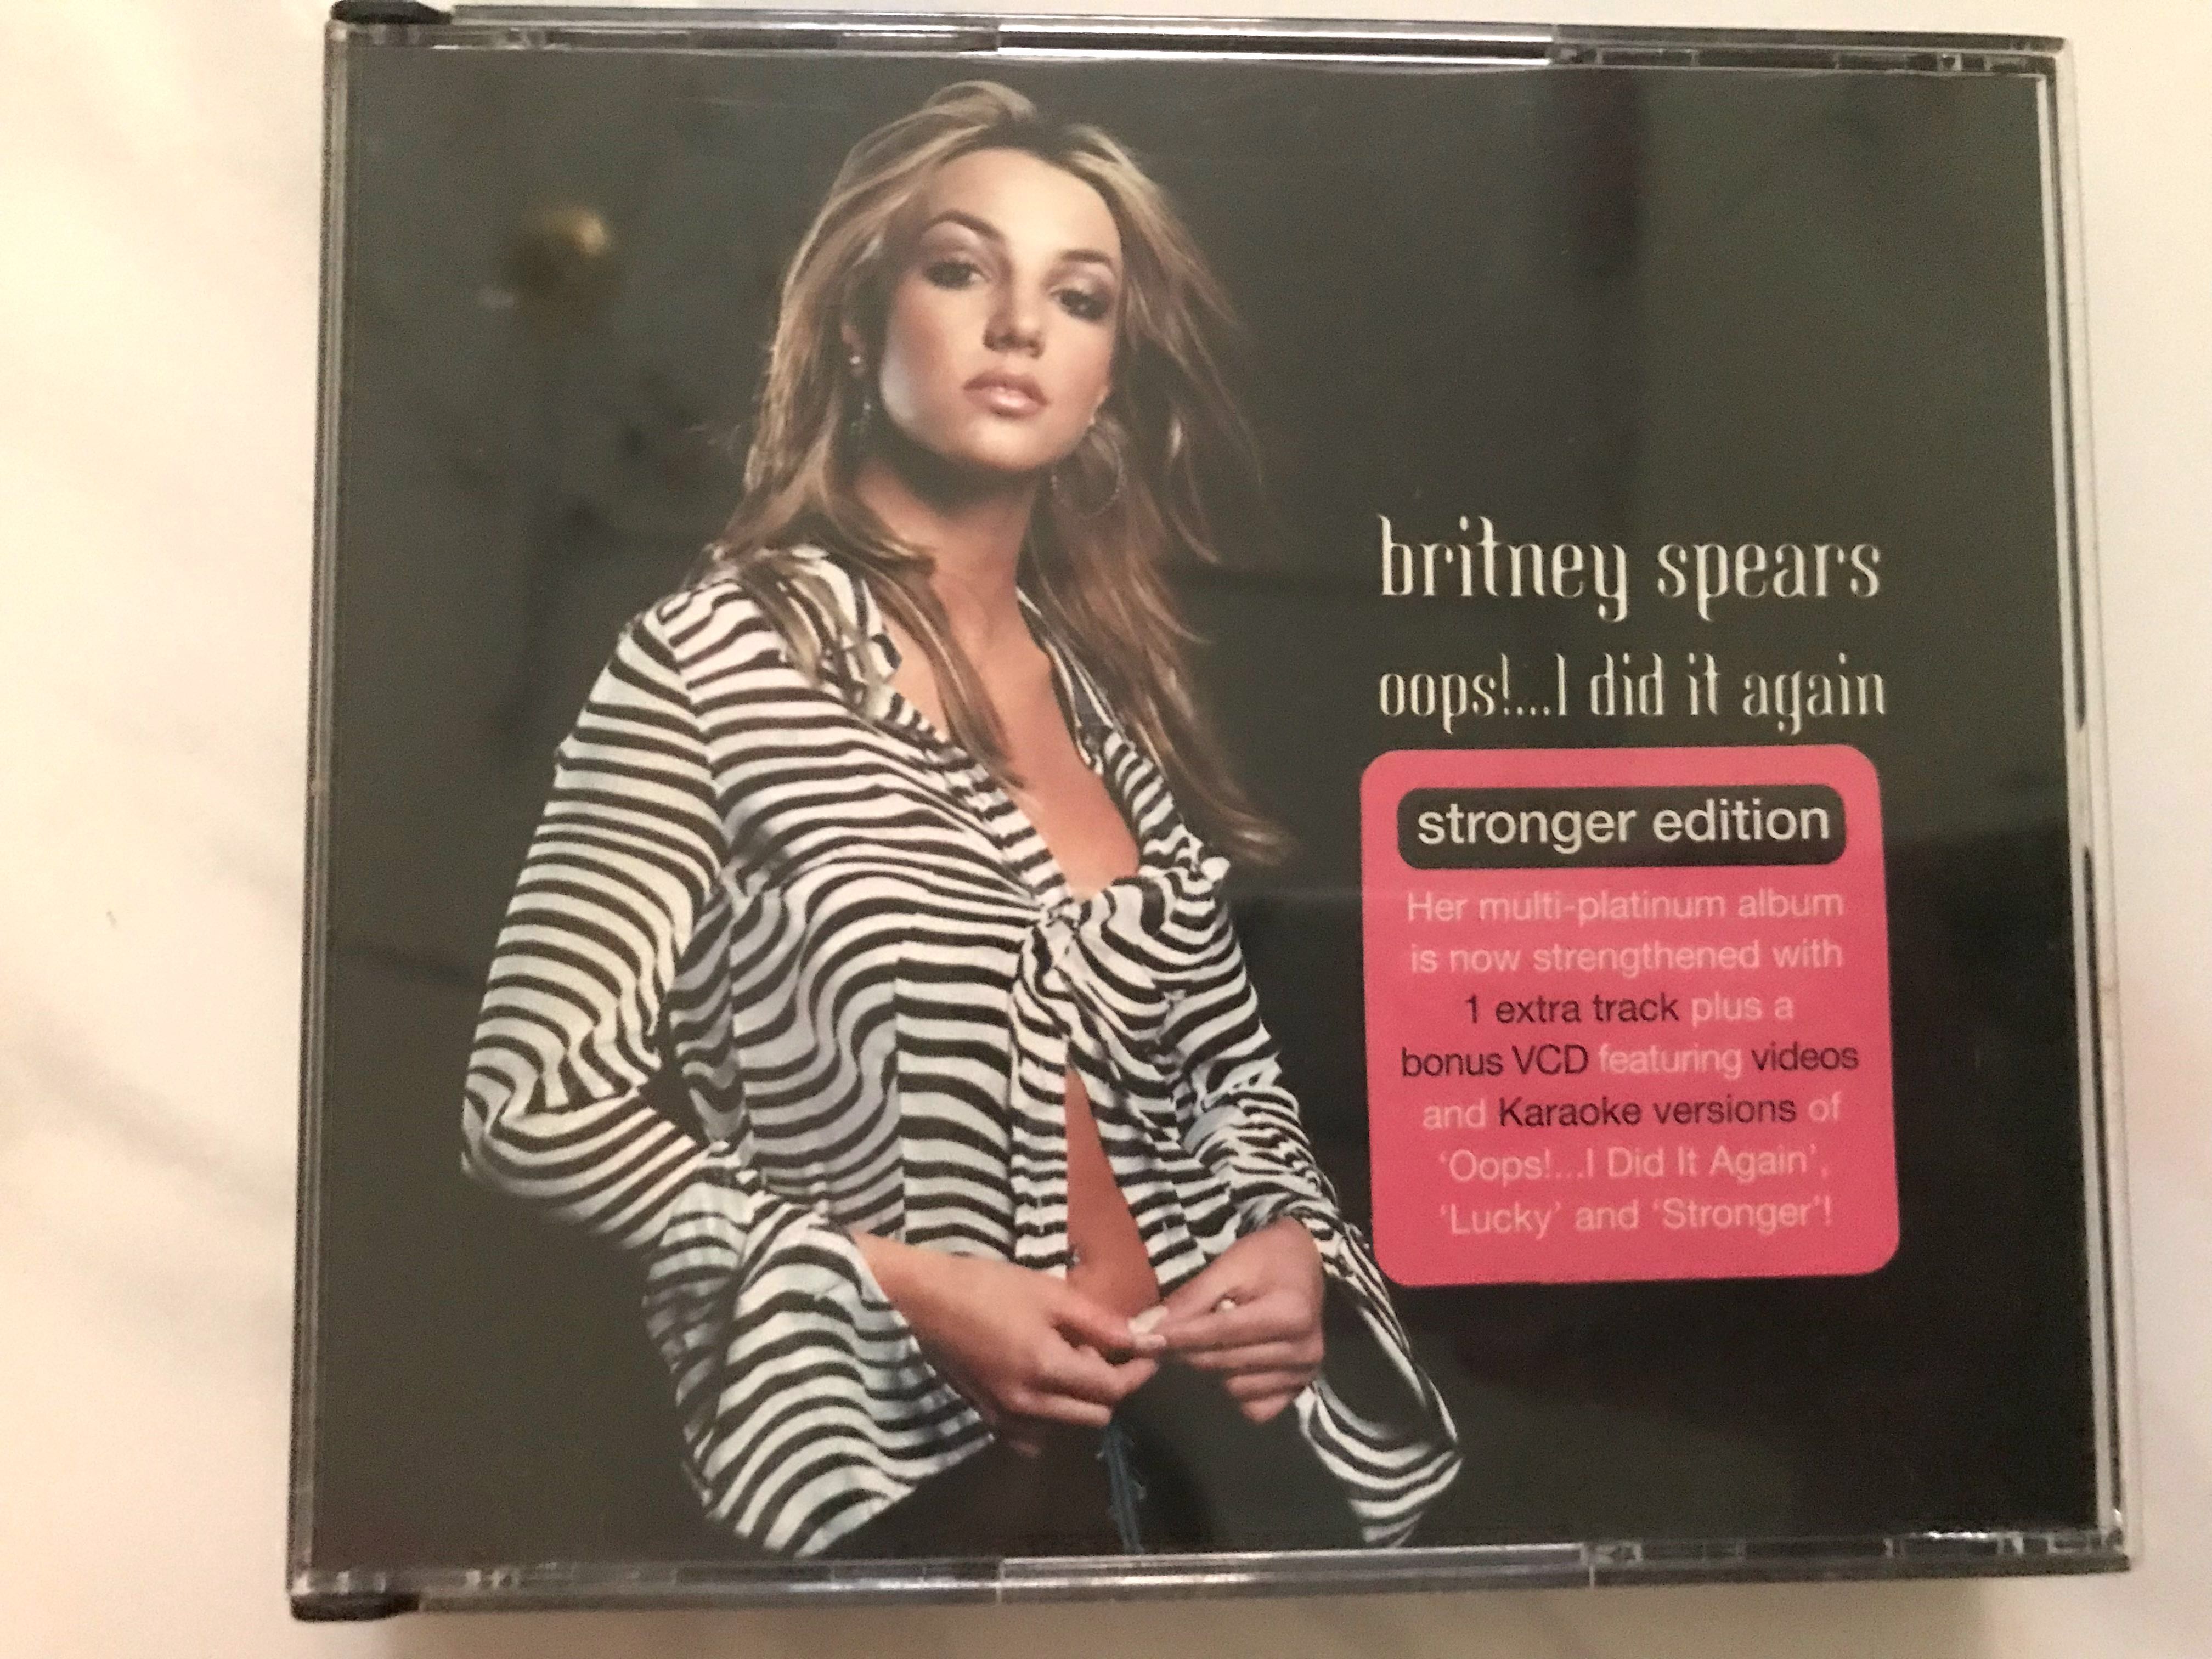 britney spears
oops!...I did it again
stronger edition
Her multi-platinum album
is now strengthened with
1 extra track plus a
bonus VCD featuring videos
and Karaoke versions of
‘Oops!...I Did It Again’,
‘Lucky’ and ‘Stronger’!